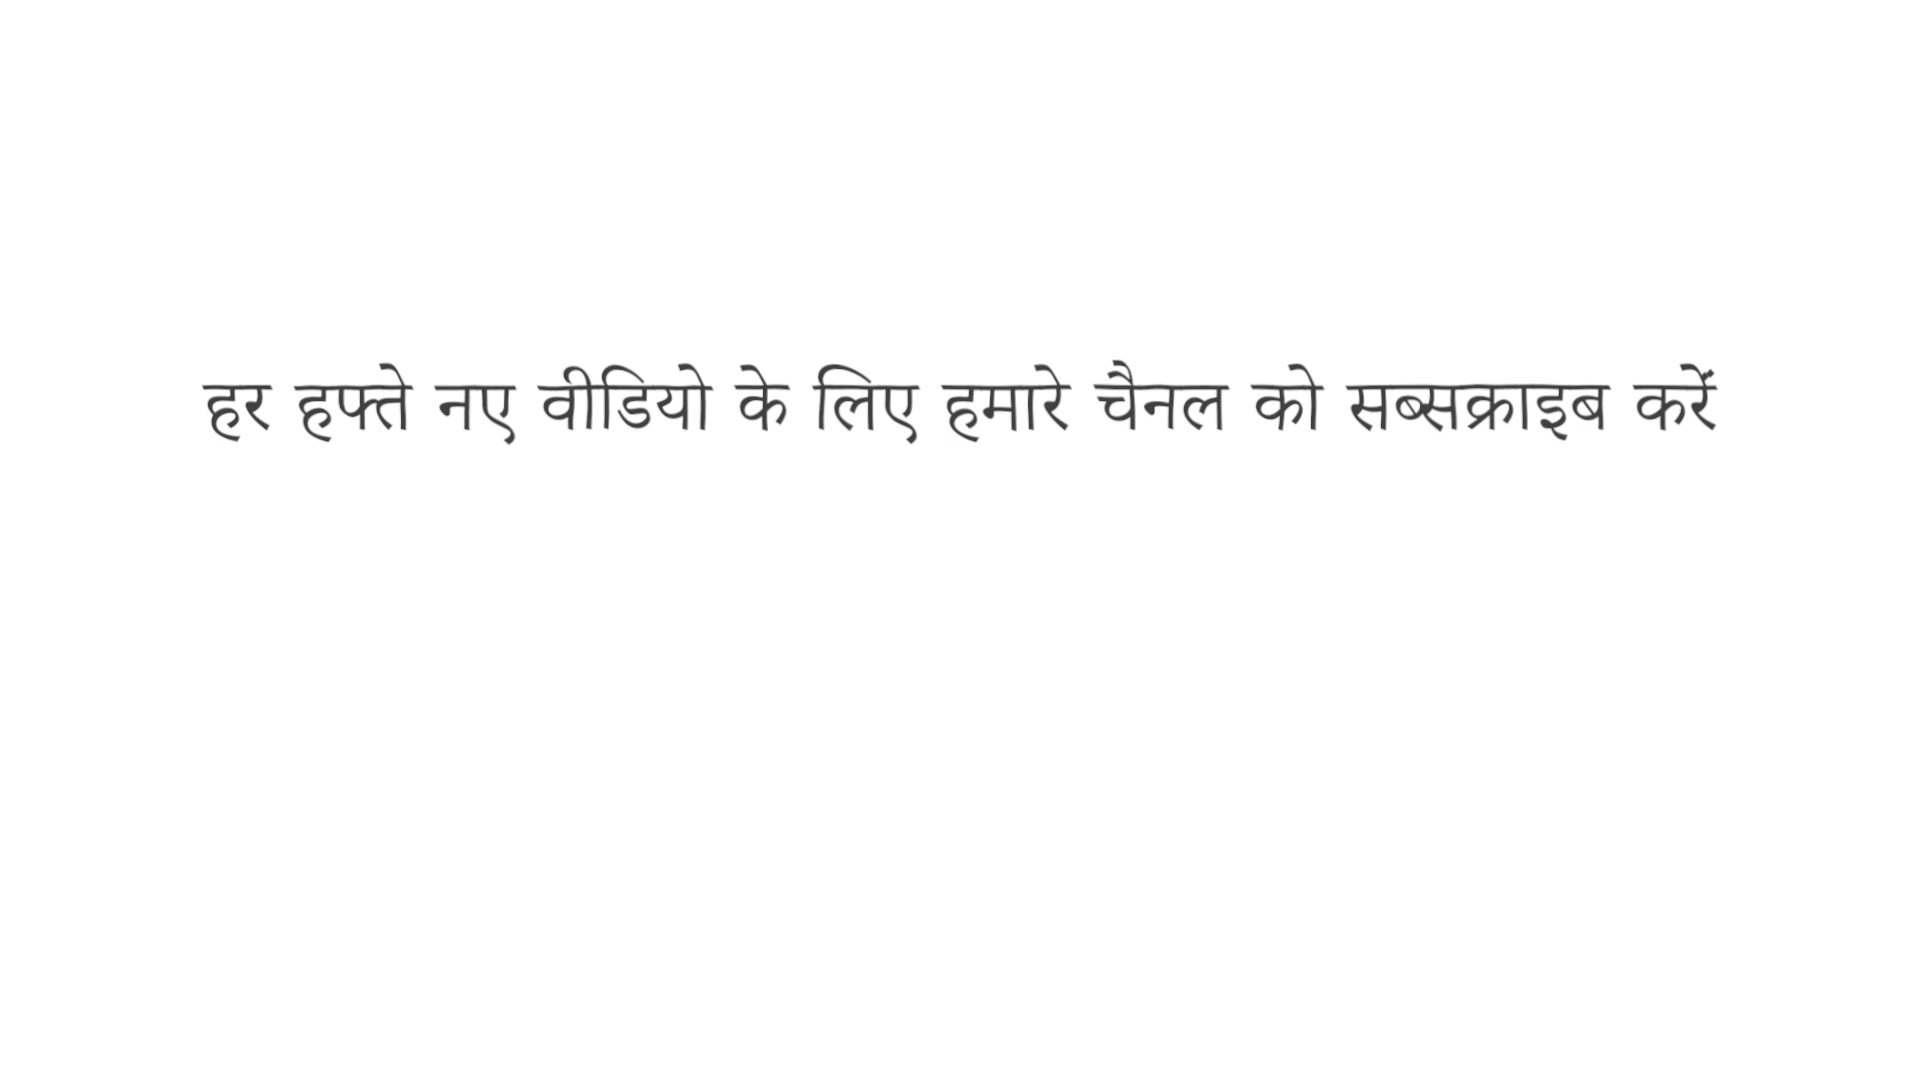 हर हफ्ते नए वीडियो के लिए हमारे चैनल को सब्सक्राइब करें